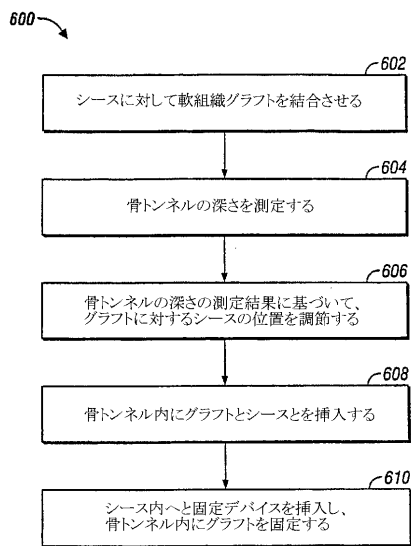 600
602
シースに対して軟組織グラフトを結合させる
604
骨トンネルの深さを測定する
606
骨トンネルの深さの測定結果に基づいて、
グラフトに対するシースの位置を調節する
608
骨トンネル内にグラフトとシースとを挿入する
610
シース内へと固定デバイスを挿入し、
骨トンネル内にグラフトを固定する